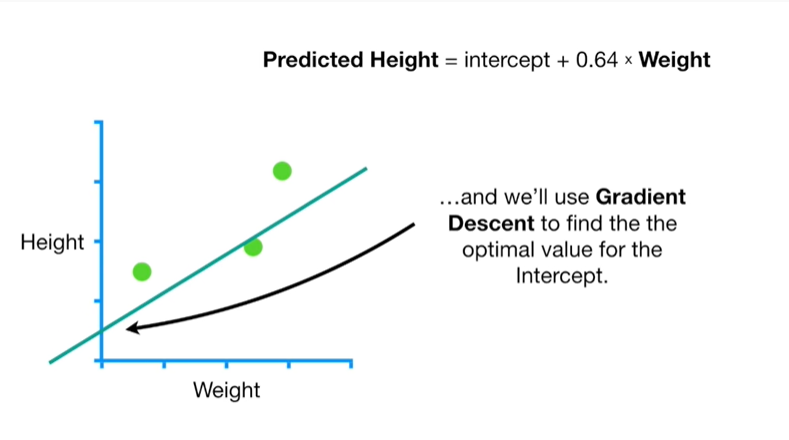 Predicted Height = intercept + 0.64 × Weight
…and we’ll use Gradient
Descent to find the the
optimal value for the
Intercept.
Height
Weight